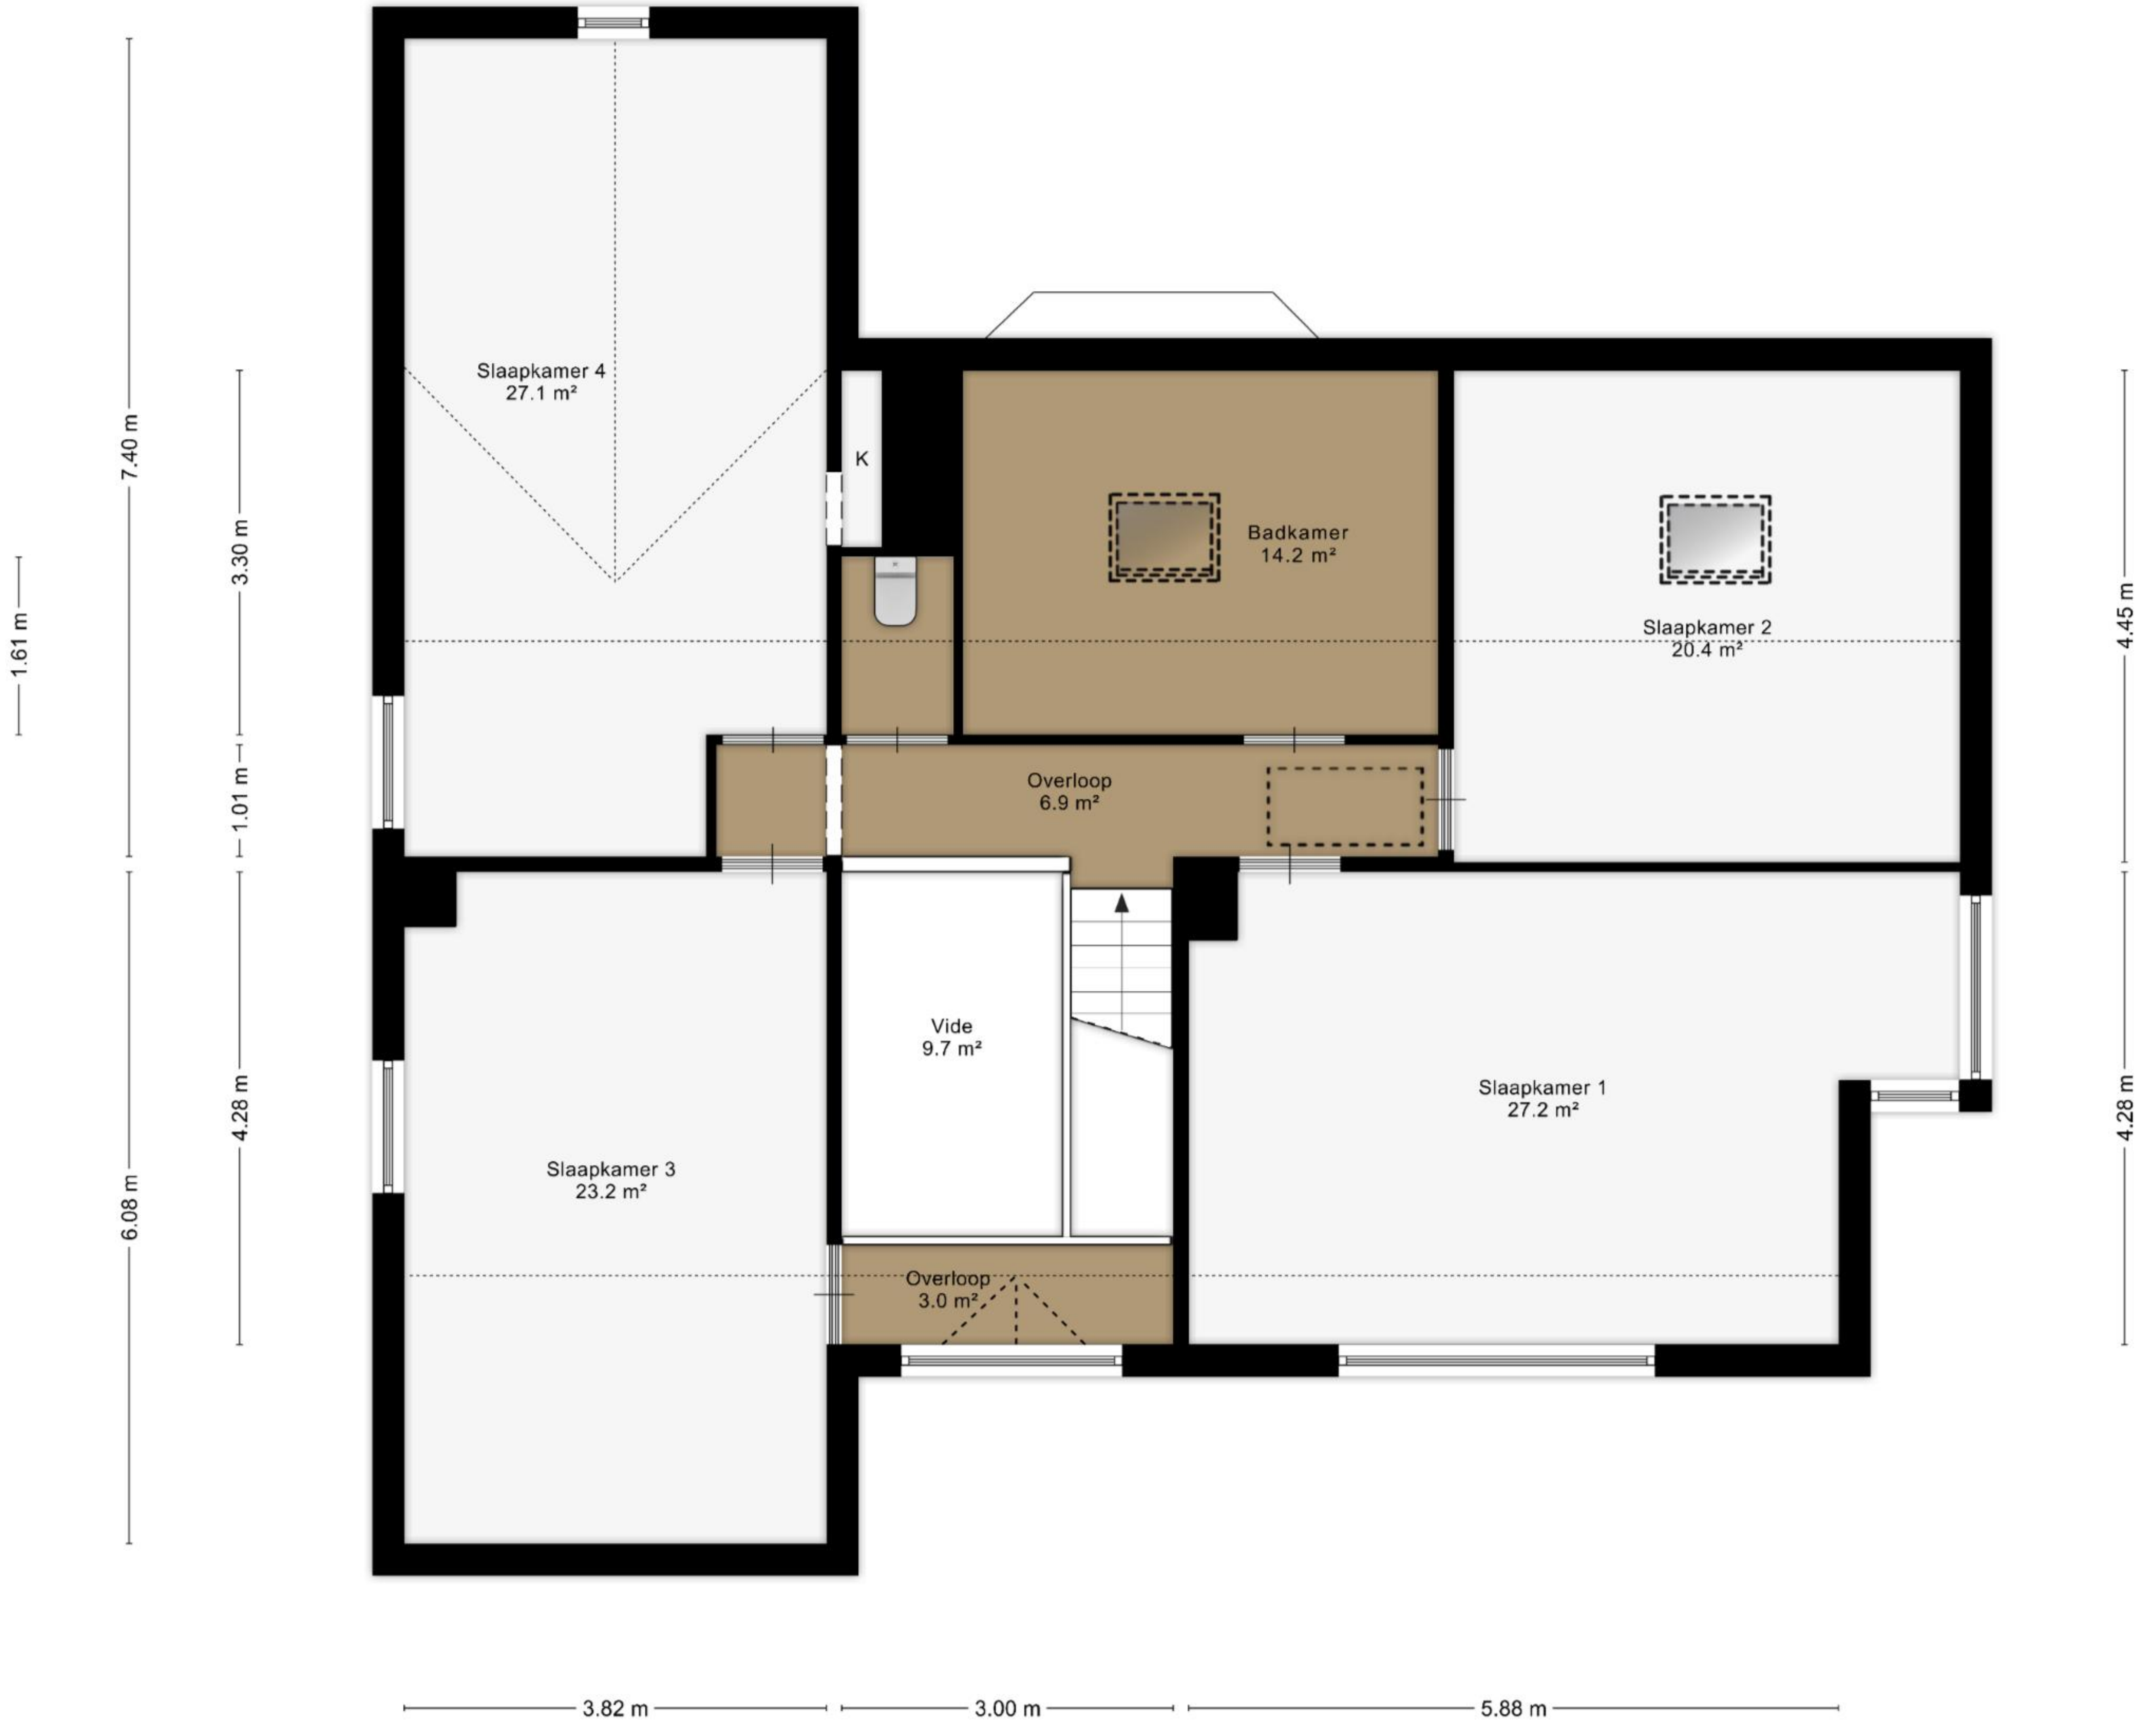 Slaapkamer 4
27.1 m²
K
Badkamer
14.2 m²
Slaapkamer 2
20.4 m²
Overloop
6.9 m²
Vide
9.7 m²
Slaapkamer 1
27.2 m²
Slaapkamer 3
23.2 m²
Overloop
3.0 m²
1.61 m
7.40 m
6.08 m
3.30 m
1.01 m
4.28 m
4.45 m
4.28 m
3.82 m
3.00 m
5.88 m